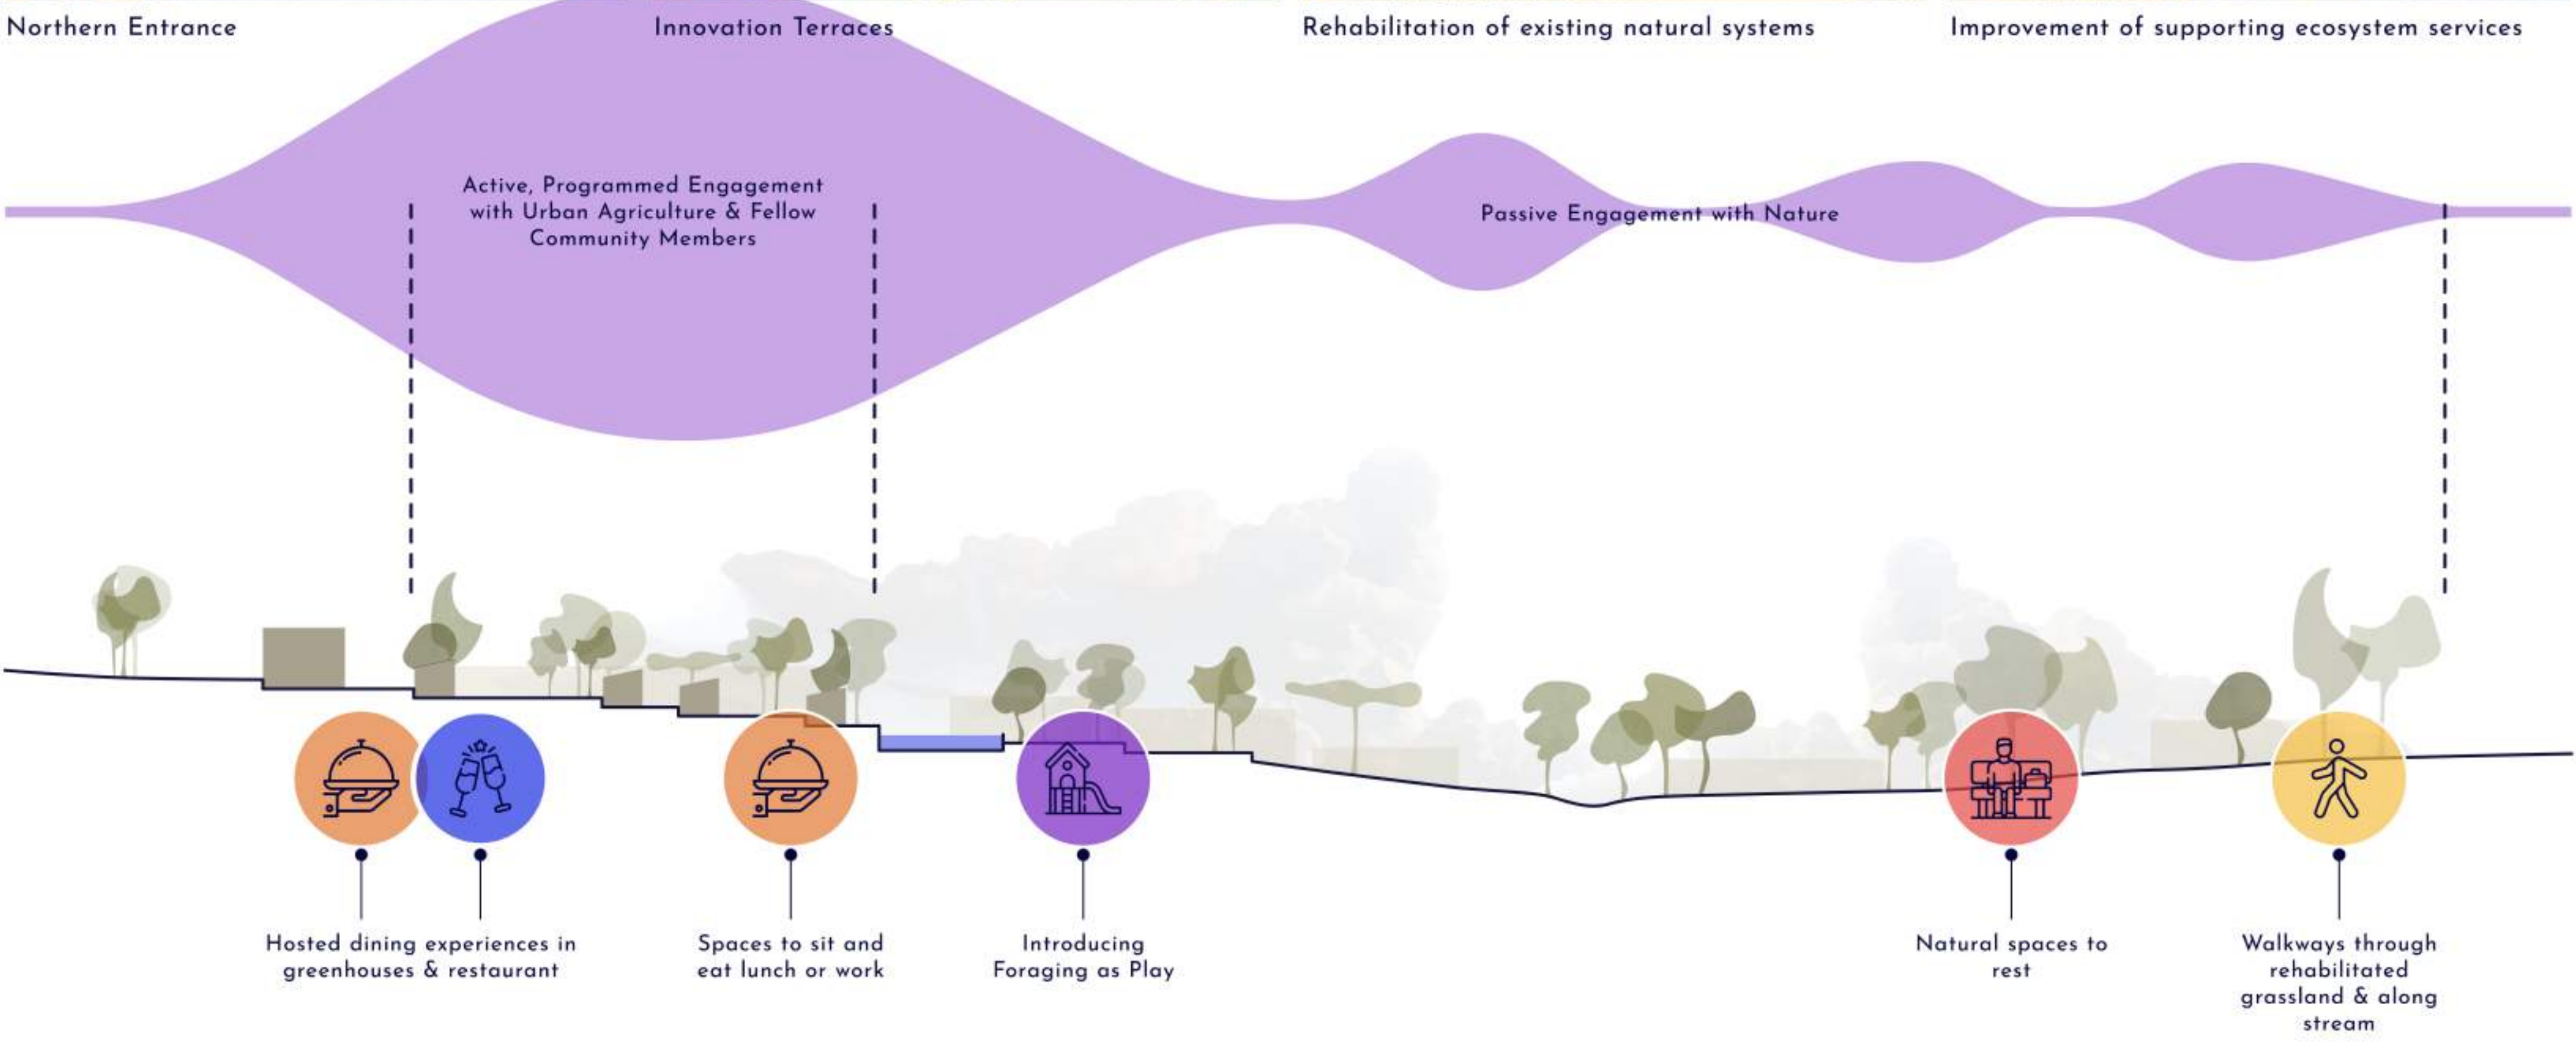 Northern Entrance
Innovation Terraces
Rehabilitation of existing natural systems
Improvement of supporting ecosystem services
Active, Programmed Engagement
with Urban Agriculture & Fellow
Community Members
Passive Engagement with Nature
Hosted dining experiences in
greenhouses & restaurant
Spaces to sit and
eat lunch or work
Introducing
Foraging as Play
Natural spaces to
rest
Walkways through
rehabilitated
grassland & along
stream